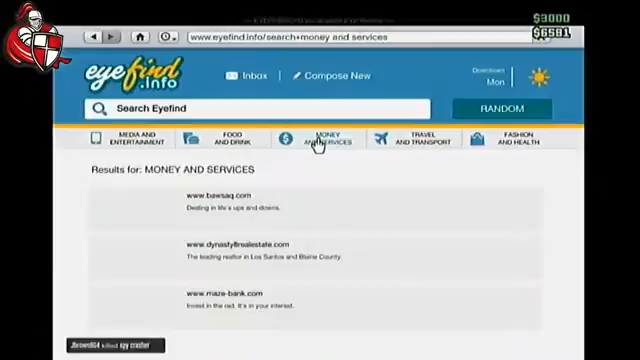 $3000
$6581
www.eyefind.info/search+money and services
eyefind
.info
Inbox
Compose New
Downtown
Mon
Search Eyefind
RANDOM
MEDIA AND
ENTERTAINMENT
FOOD
AND DRINK
MONEY
AND SERVICES
TRAVEL
AND TRANSPORT
FASHION
AND HEALTH
Results for: MONEY AND SERVICES
www.bawsaq.com
Dealing in life's ups and downs.
www.dynasty8realestate.com
The leading realtor in Los Santos and Blaine County.
www.maze-bank.com
Invest in the red. It's in your interest.
killed spy crusher